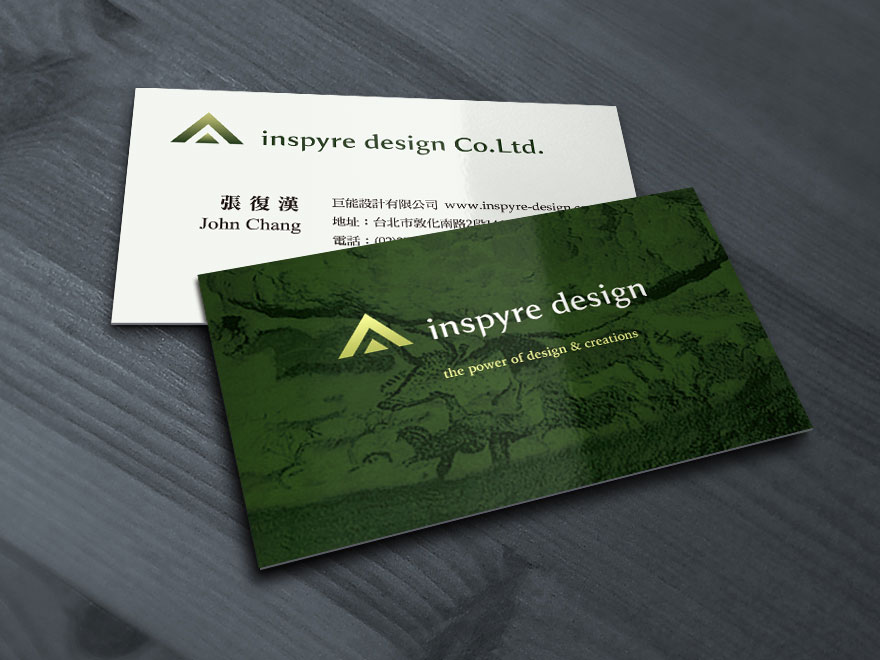 inspyre design Co.Ltd.
張復漢
John Chang
巨能設計有限公司 www.inspyre-design.c
地址：台北市敦化南路2段
電話：(02)
inspyre design
the power of design & creations